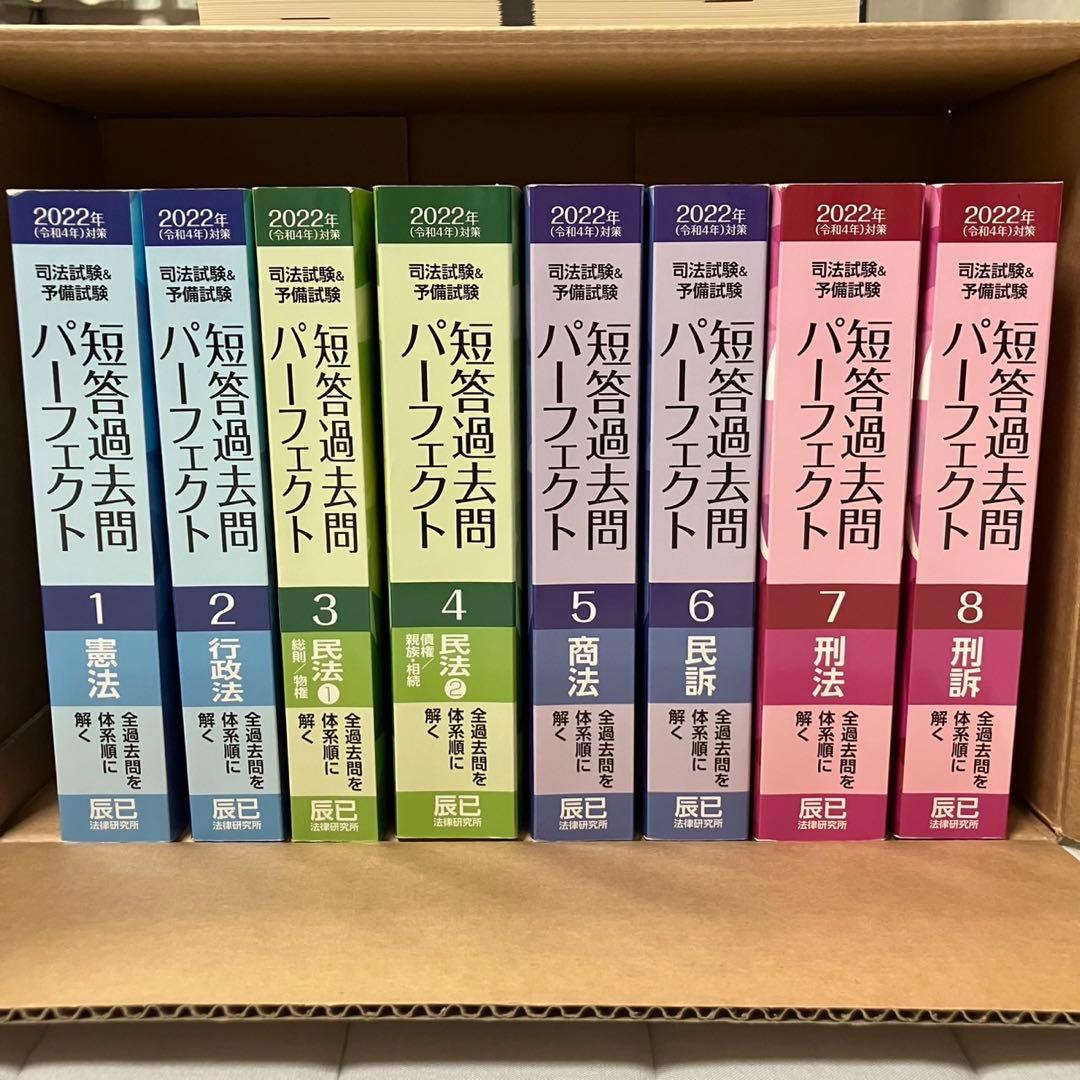 2022年
(令和4年)対策
司法試験&
予備試験
短答過去問
パーフェクト
1
憲法
全過去問を
体系順に
解く
辰已
法律研究所
2022年
(令和4年)対策
司法試験&
予備試験
短答過去問
パーフェクト
2
行政法
全過去問を
体系順に
解く
辰已
法律研究所
2022年
(令和4年)対策
司法試験&
予備試験
短答過去問
パーフェクト
3
民法❶
総則/物権
全過去問を
体系順に
解く
辰已
法律研究所
2022年
(令和4年)対策
司法試験&
予備試験
短答過去問
パーフェクト
4
民法❷
債権/
親族・相続
全過去問を
体系順に
解く
辰已
法律研究所
2022年
(令和4年)対策
司法試験&
予備試験
短答過去問
パーフェクト
5
商法
全過去問を
体系順に
解く
辰已
法律研究所
2022年
(令和4年)対策
司法試験&
予備試験
短答過去問
パーフェクト
6
民訴
全過去問を
体系順に
解く
辰已
法律研究所
2022年
(令和4年)対策
司法試験&
予備試験
短答過去問
パーフェクト
7
刑法
全過去問を
体系順に
解く
辰已
法律研究所
2022年
(令和4年)対策
司法試験&
予備試験
短答過去問
パーフェクト
8
刑訴
全過去問を
体系順に
解く
辰已
法律研究所